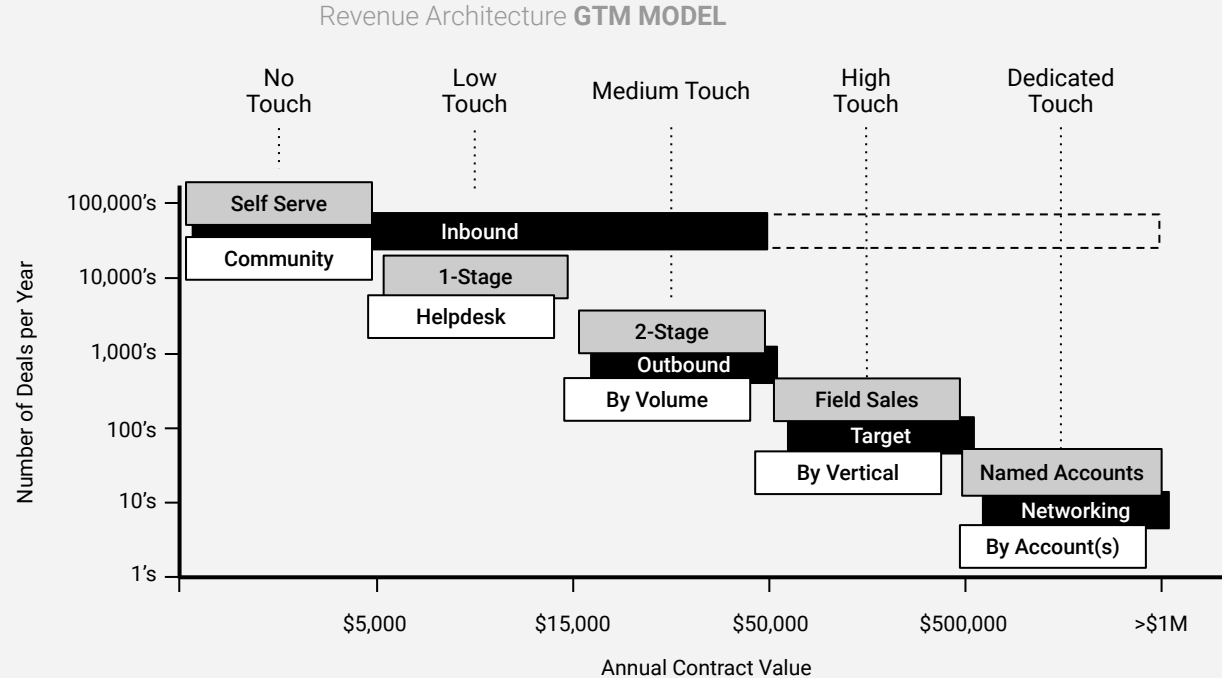 Revenue Architecture GTM MODEL
No
Touch
Low
Touch
Medium Touch
High
Touch
Dedicated
Touch
Number of Deals per Year
100,000’s
10,000’s
1,000’s
100’s
10’s
1’s
Self Serve
Inbound
Community
1-Stage
Helpdesk
2-Stage
Outbound
By Volume
Field Sales
Target
By Vertical
Named Accounts
Networking
By Account(s)
$5,000
$15,000
$50,000
$500,000
>$1M
Annual Contract Value